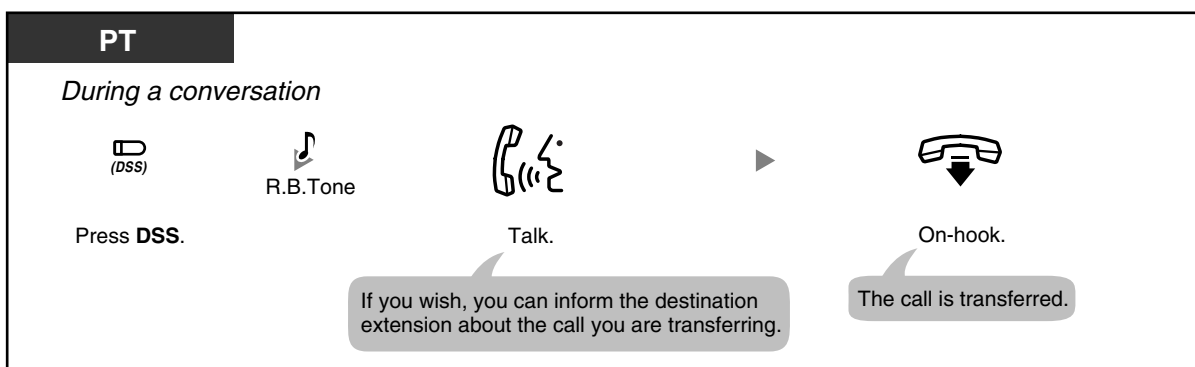 PT
During a conversation
(DSS)
R.B.Tone
Press DSS.
Talk.
On-hook.
If you wish, you can inform the destination
extension about the call you are transferring.
The call is transferred.